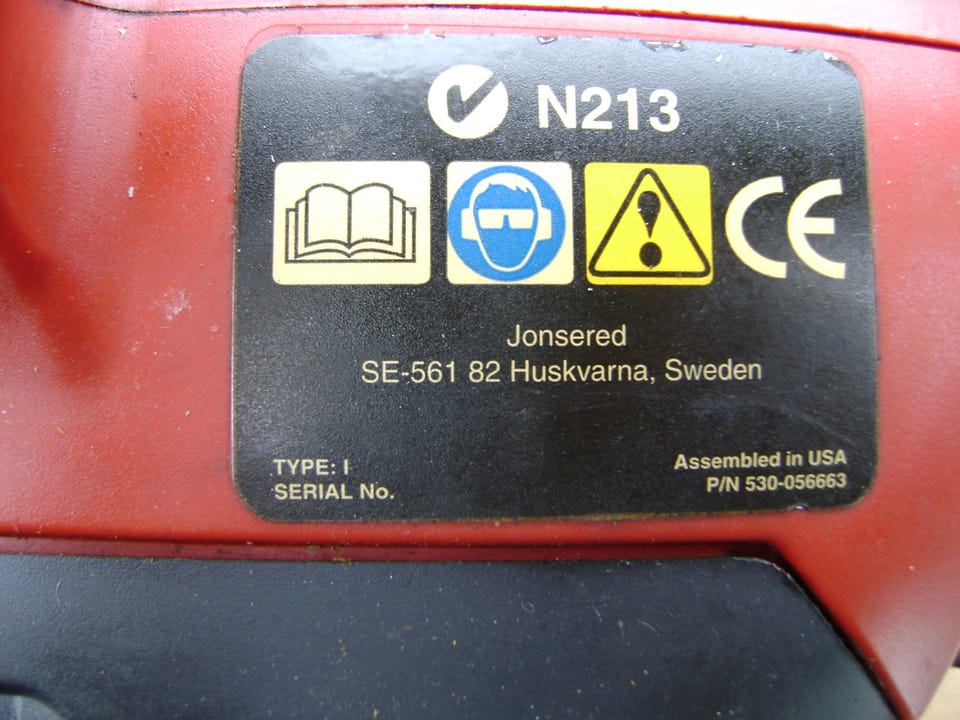 N213
CE
Jonsered
SE-561 82 Huskvarna, Sweden
TYPE: I
SERIAL No.
Assembled in USA
P/N 530-056663